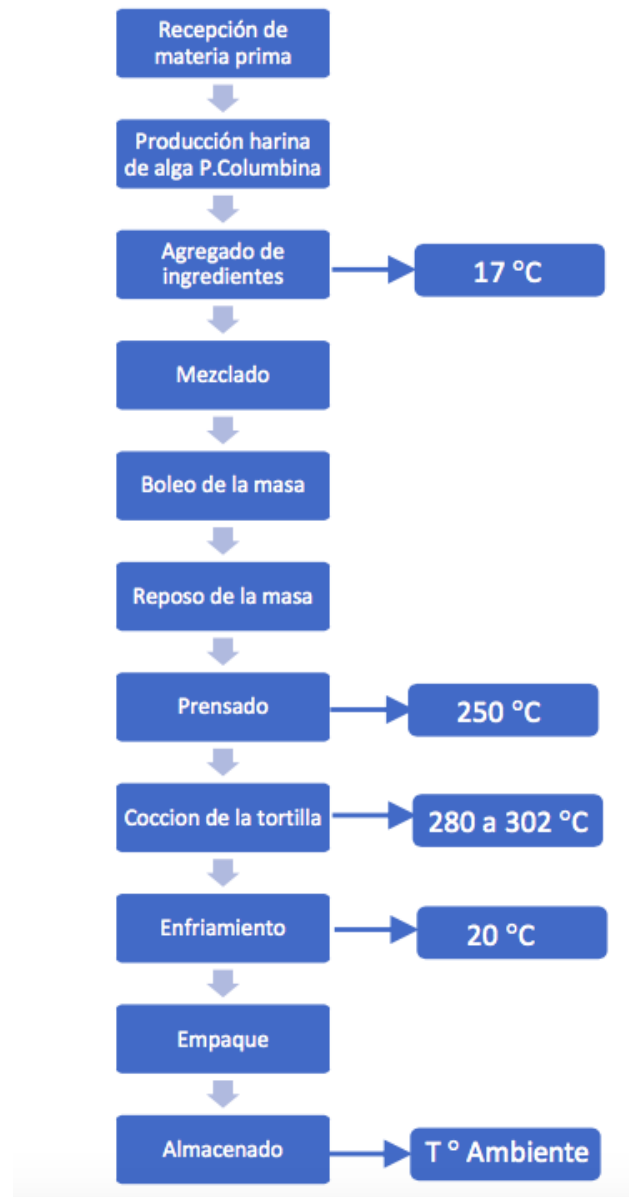 Recepción de
materia prima
Producción harina
de alga P.Columbina
Agregado de
ingredientes
17 °C
Mezclado
Boleo de la masa
Reposo de la masa
Prensado
250 °C
Coccion de la tortilla
280 a 302 °C
Enfriamiento
20 °C
Empaque
Almacenado
T ° Ambiente